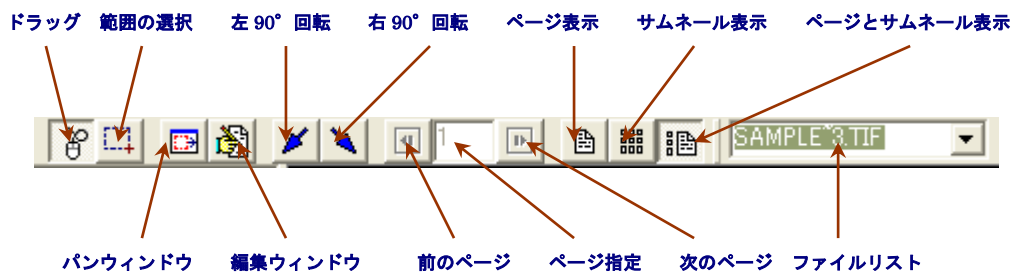 ドラッグ 範囲の選択 左 90°回転 右 90°回転 ページ表示 サムネール表示 ページとサムネール表示
1 SAMPLE~3.TIF
パンウィンドウ 編集ウィンドウ 前のページ ページ指定 次のページ ファイルリスト